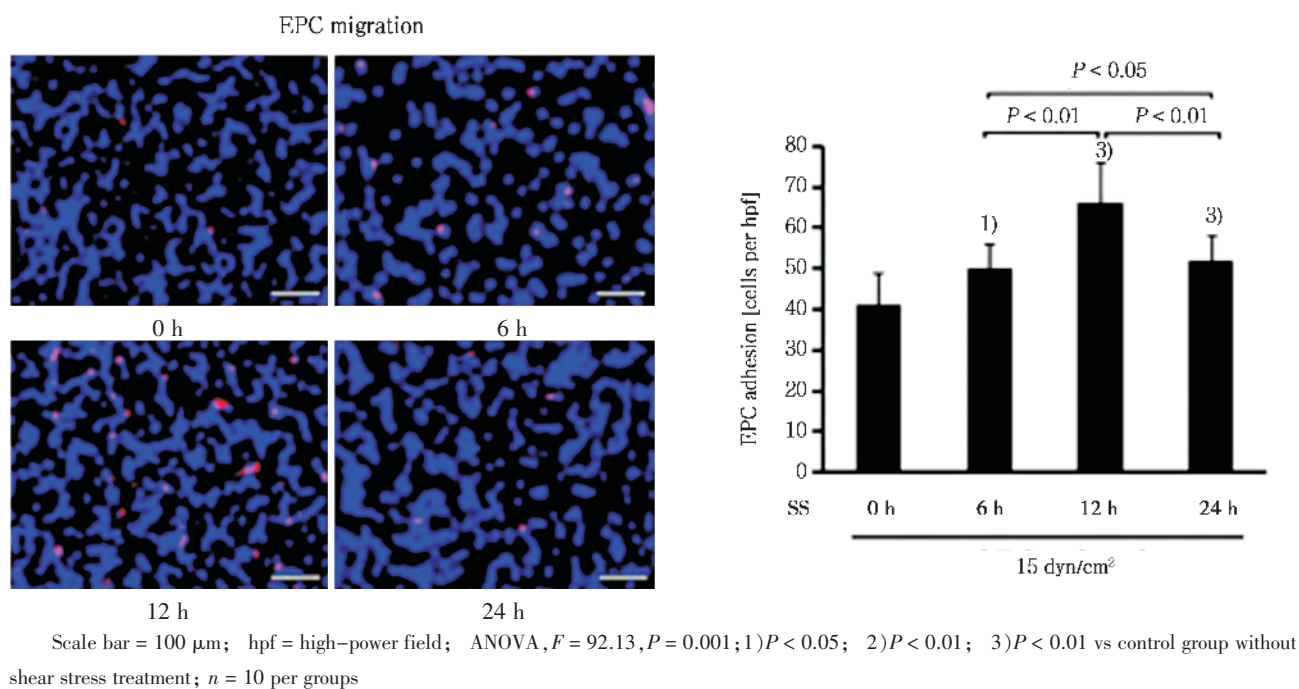 EPC migration
0 h
6 h
12 h
24 h
P < 0.05
P < 0.01
P < 0.01
3)
3)
1)
80
70
60
50
40
30
20
10
0
EPC adhesion [cells per hpf]
SS
0 h
6 h
12 h
24 h
15 dyn/cm²
Scale bar = 100 μm; hpf = high-power field; ANOVA, F = 92.13, P = 0.001; 1)P < 0.05; 2)P < 0.01; 3)P < 0.01 vs control group without
shear stress treatment; n = 10 per groups